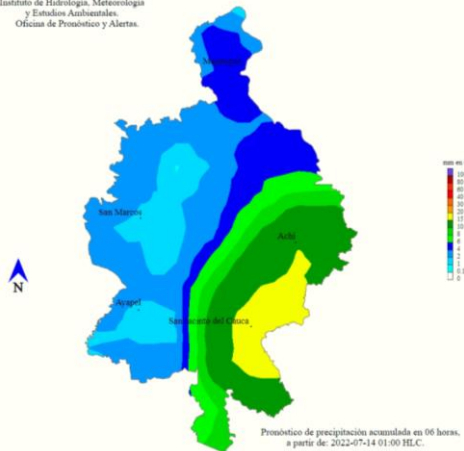 Instituto de Hidrología, Meteorología
y Estudios Ambientales.
Oficina de Pronóstico y Alertas.
San Marcos
Achí
Ayapel
San Jacinto del Cauca
N
Pronóstico de precipitación acumulada en 06 horas,
a partir de: 2022-07-14 01:00 HLC.